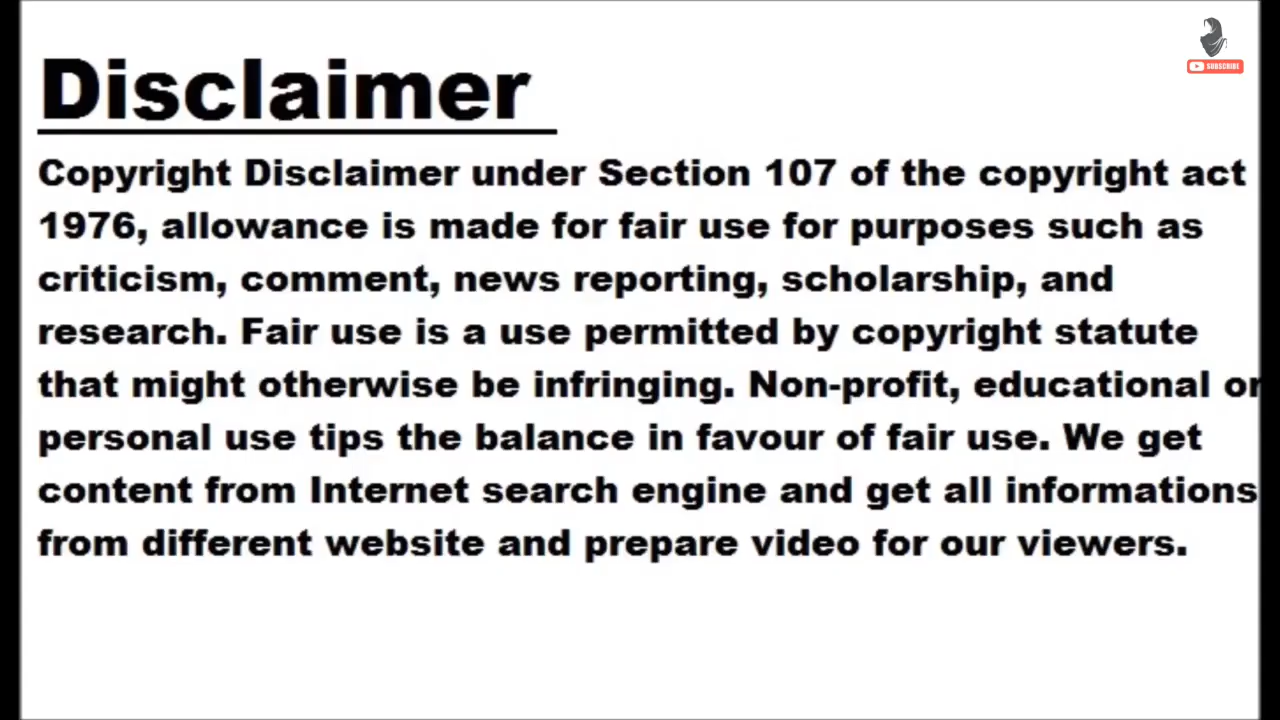 SUBSCRIBE
Disclaimer
Copyright Disclaimer under Section 107 of the copyright act
1976, allowance is made for fair use for purposes such as
criticism, comment, news reporting, scholarship, and
research. Fair use is a use permitted by copyright statute
that might otherwise be infringing. Non-profit, educational or
personal use tips the balance in favour of fair use. We get
content from Internet search engine and get all informations
from different website and prepare video for our viewers.